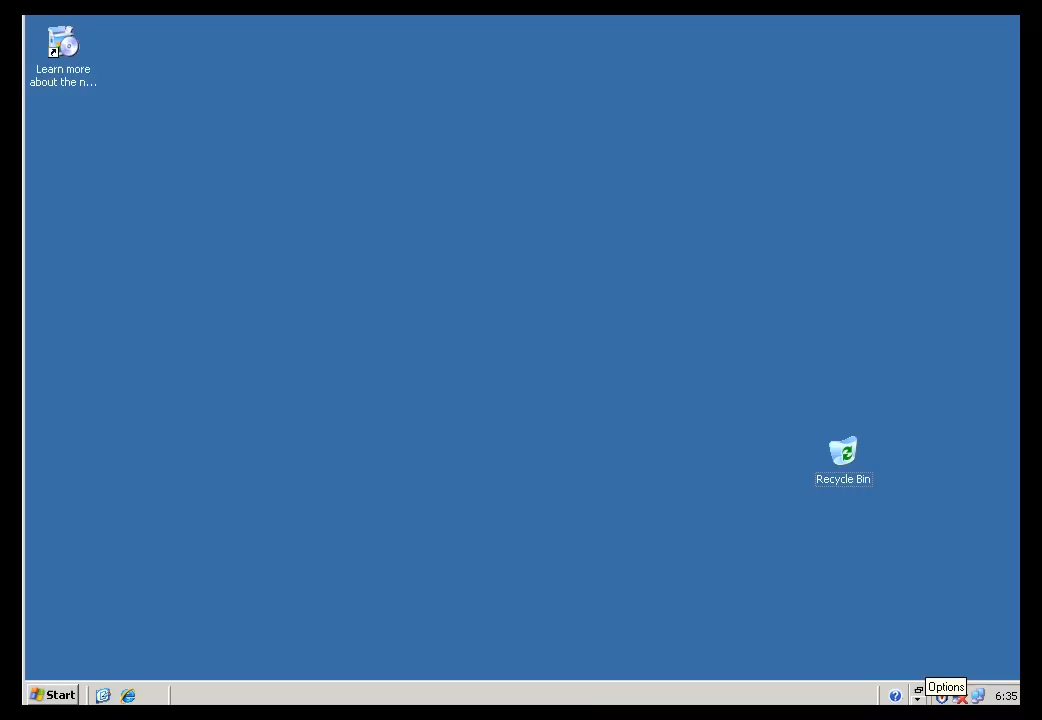 Learn more
about the n...
Recycle Bin
Start
Options
6:35